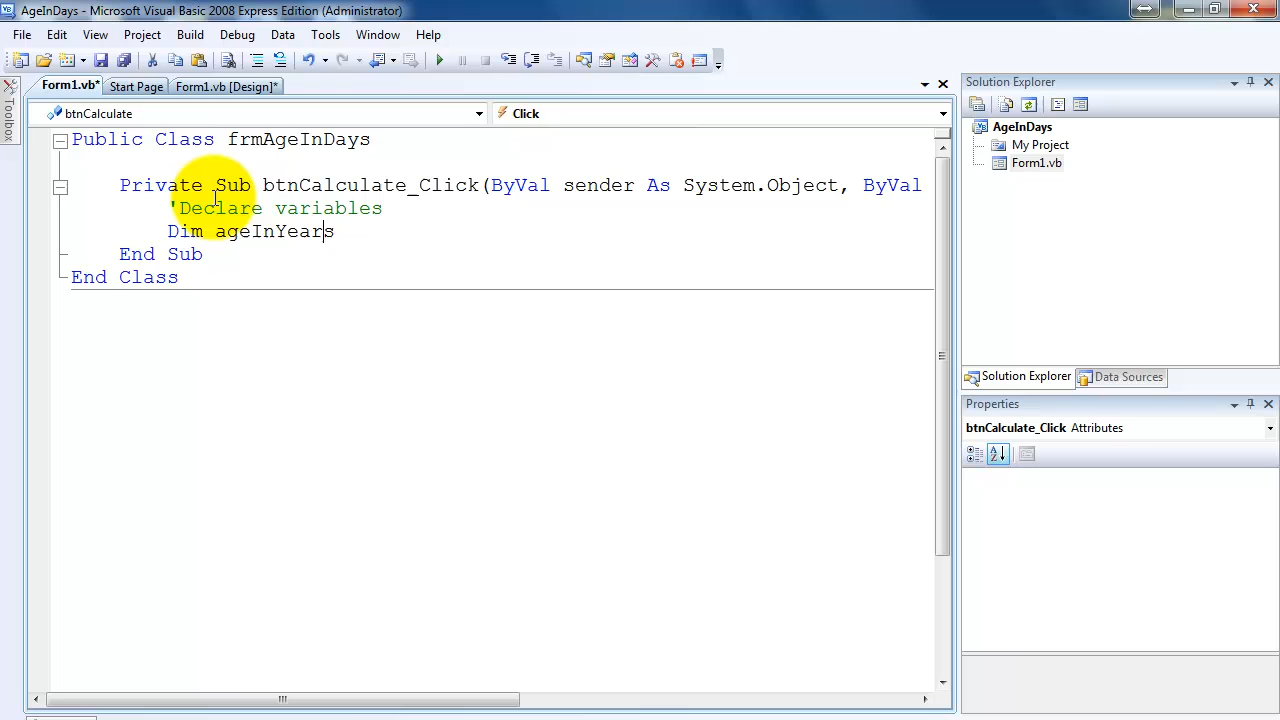 AgeInDays - Microsoft Visual Basic 2008 Express Edition (Administrator)
File Edit View Project Build Debug Data Tools Window Help
Form1.vb* Start Page Form1.vb [Design]*
btnCalculate Click
Public Class frmAgeInDays
Private Sub btnCalculate_Click(ByVal sender As System.Object, ByVal
'Declare variables
Dim ageInYears
End Sub
End Class
Toolbox
Solution Explorer
AgeInDays
My Project
Form1.vb
Solution Explorer Data Sources
Properties
btnCalculate_Click Attributes